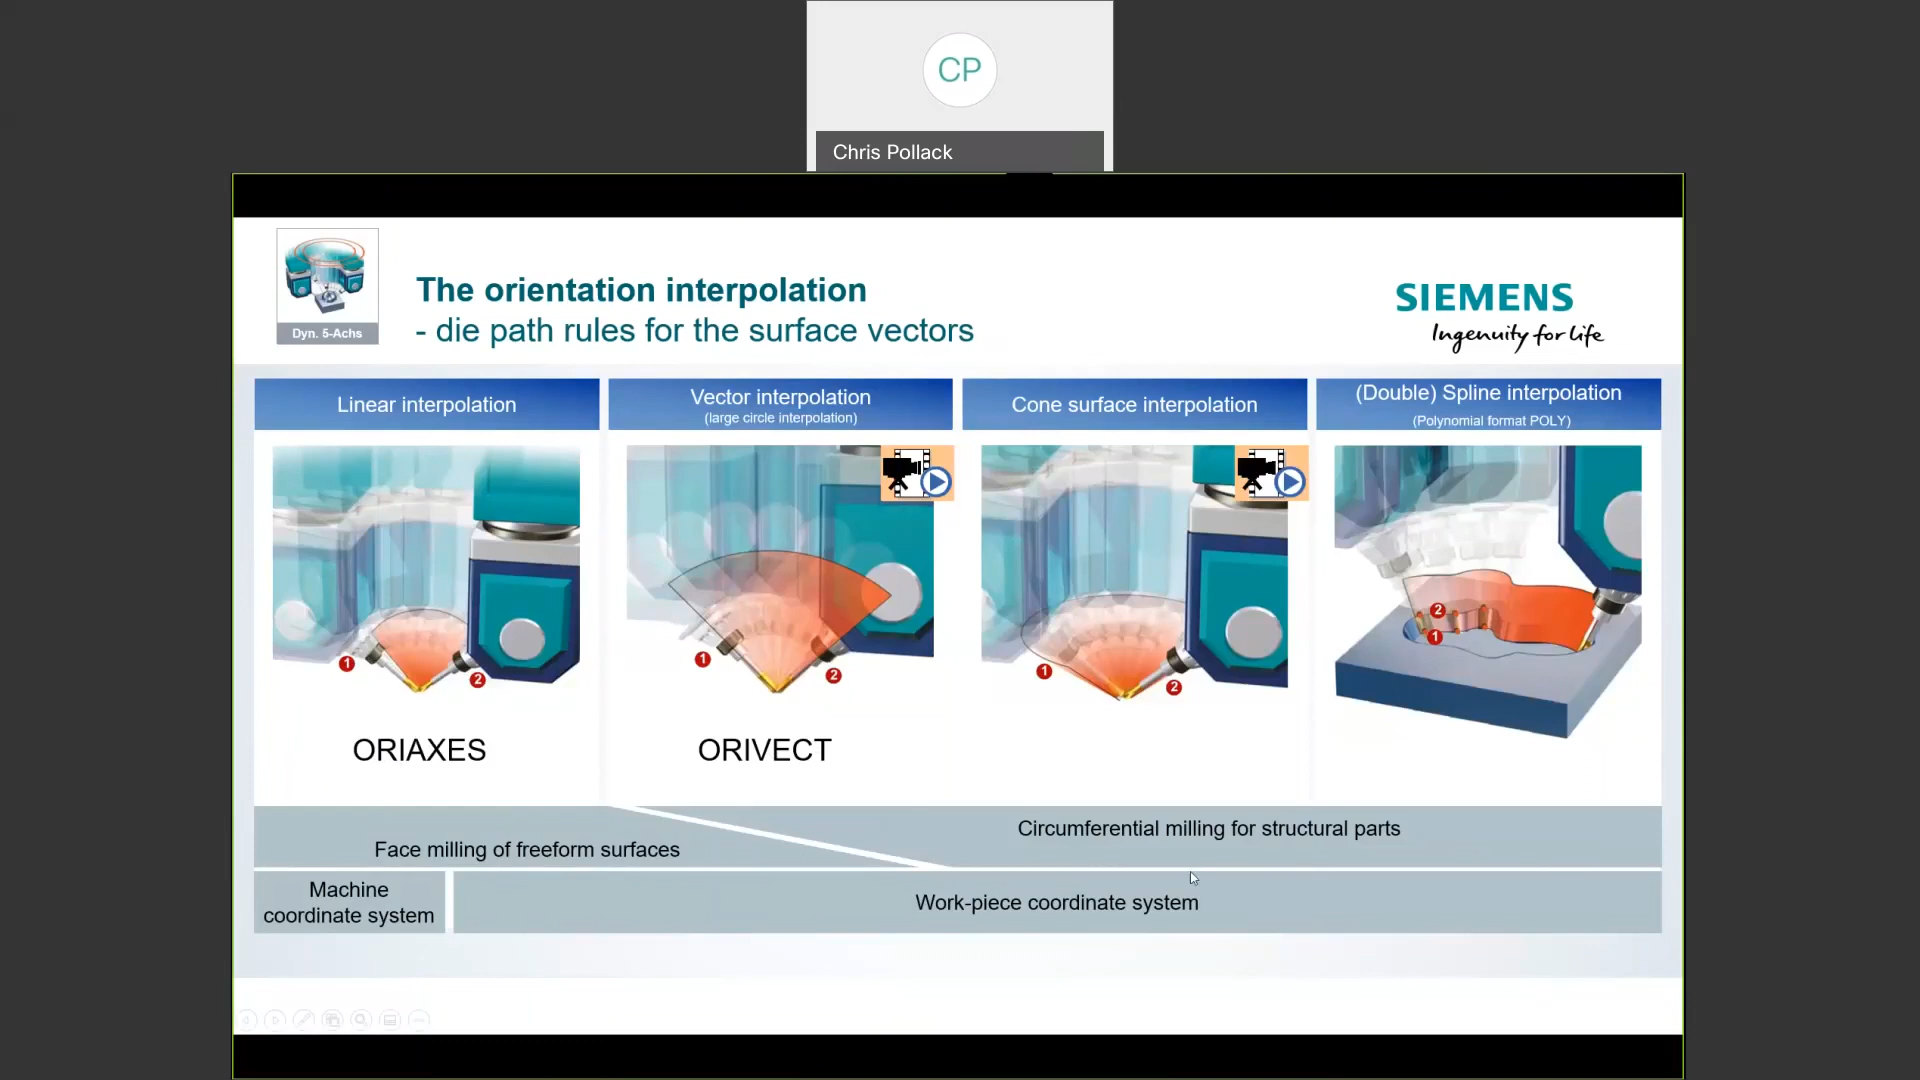 CP
Chris Pollack
Dyn. 5-Achs
The orientation interpolation
- die path rules for the surface vectors
SIEMENS
Ingenuity for life
Linear interpolation
Vector interpolation
(large circle interpolation)
Cone surface interpolation
(Double) Spline interpolation
(Polynomial format POLY)
1
2
1
2
1
2
2
1
ORIAXES
ORIVECT
Face milling of freeform surfaces
Circumferential milling for structural parts
Machine
coordinate system
Work-piece coordinate system